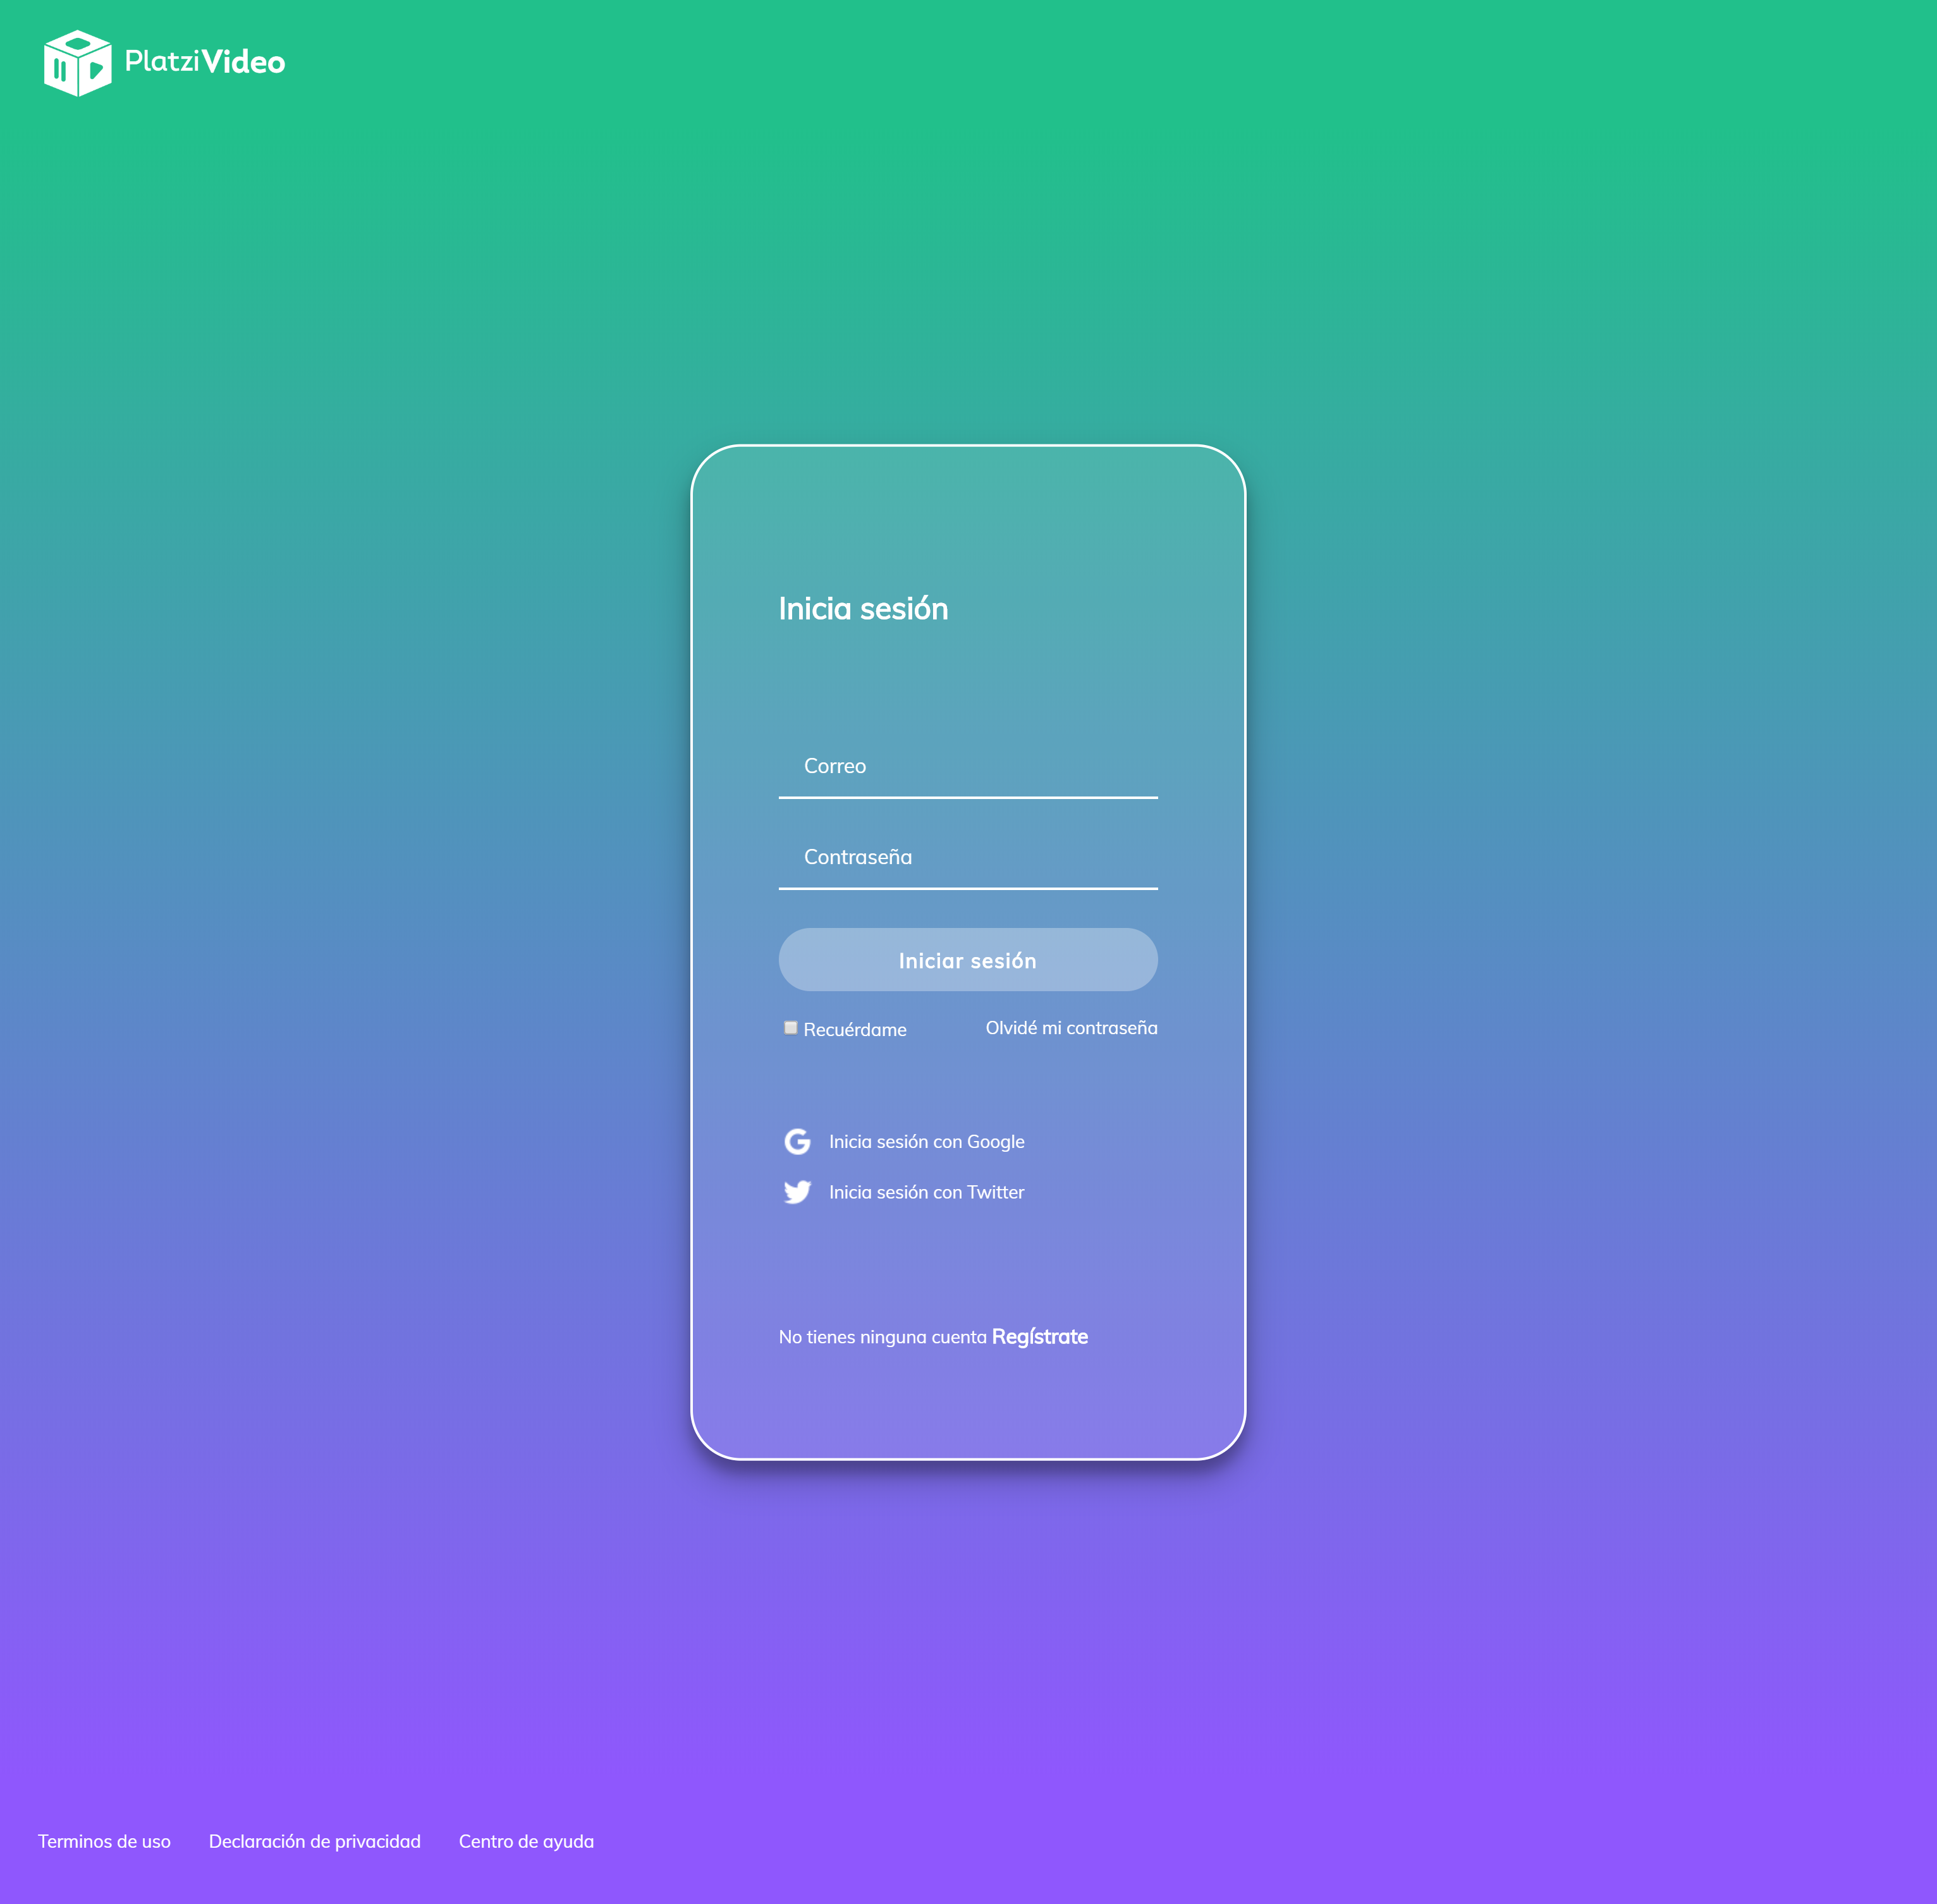 PlatziVideo
Inicia sesión
Correo
Contraseña
Iniciar sesión
Recuérdame Olvidé mi contraseña
Inicia sesión con Google
Inicia sesión con Twitter
No tienes ninguna cuenta Regístrate
Terminos de uso Declaración de privacidad Centro de ayuda